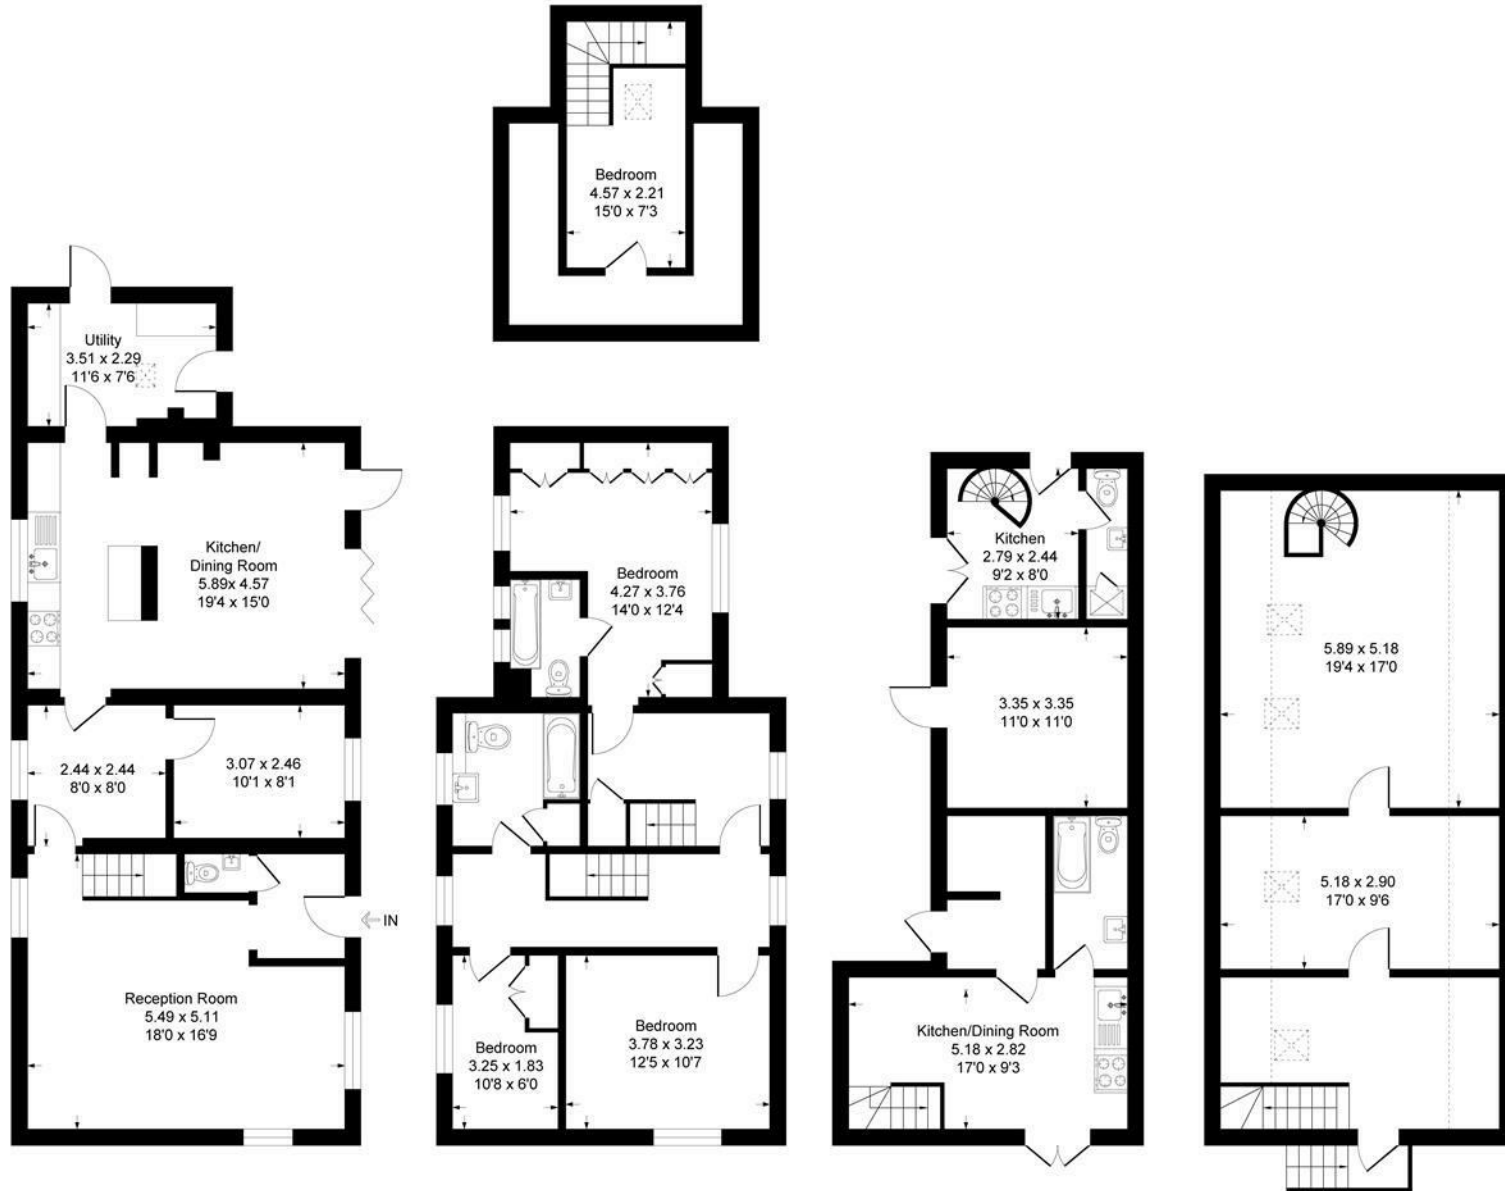 Bedroom
4.57 x 2.21
15'0 x 7'3
Utility
3.51 x 2.29
11'6 x 7'6
Kitchen/
Dining Room
5.89x 4.57
19'4 x 15'0
2.44 x 2.44
8'0 x 8'0
3.07 x 2.46
10'1 x 8'1
IN
Reception Room
5.49 x 5.11
18'0 x 16'9
Bedroom
4.27 x 3.76
14'0 x 12'4
Bedroom
3.25 x 1.83
10'8 x 6'0
Bedroom
3.78 x 3.23
12'5 x 10'7
Kitchen
2.79 x 2.44
9'2 x 8'0
3.35 x 3.35
11'0 x 11'0
Kitchen/Dining Room
5.18 x 2.82
17'0 x 9'3
5.89 x 5.18
19'4 x 17'0
5.18 x 2.90
17'0 x 9'6